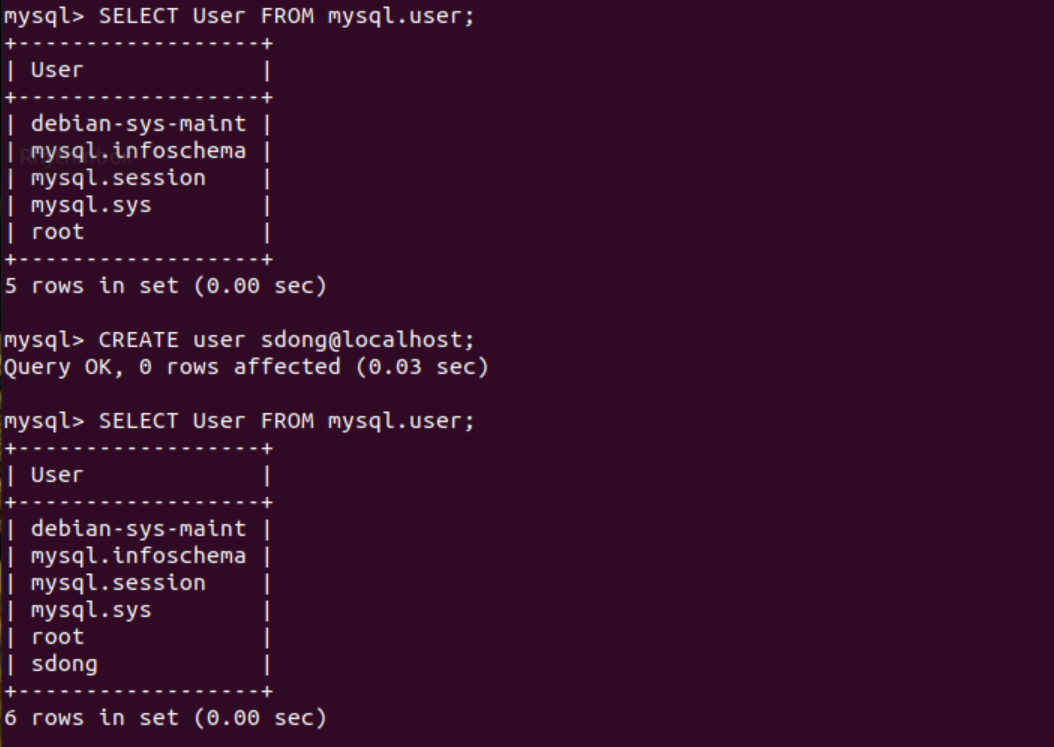 mysql> SELECT User FROM mysql.user;
+------------------+
| User             |
+------------------+
| debian-sys-maint |
| mysql.infoschema |
| mysql.session    |
| mysql.sys        |
| root             |
+------------------+
5 rows in set (0.00 sec)

mysql> CREATE user sdong@localhost;
Query OK, 0 rows affected (0.03 sec)

mysql> SELECT User FROM mysql.user;
+------------------+
| User             |
+------------------+
| debian-sys-maint |
| mysql.infoschema |
| mysql.session    |
| mysql.sys        |
| root             |
| sdong            |
+------------------+
6 rows in set (0.00 sec)